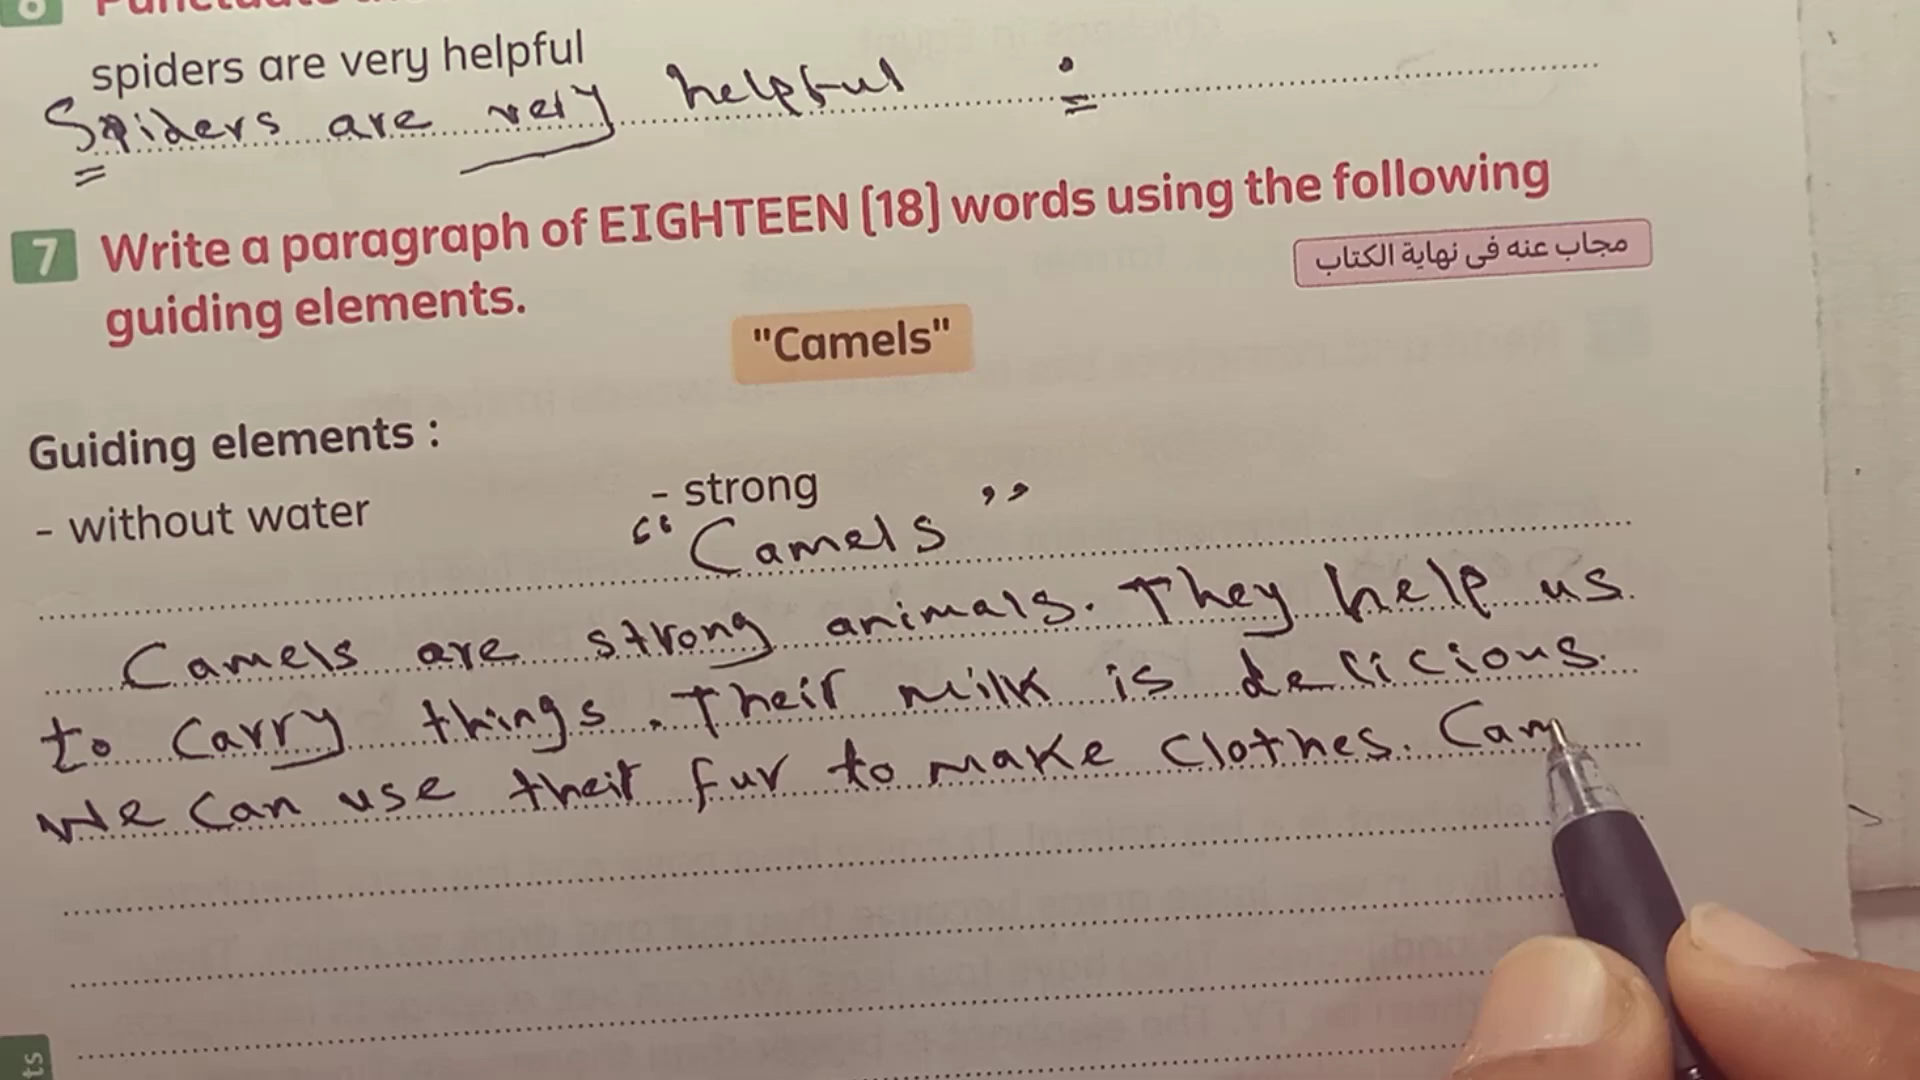 spiders are very helpful
Spiders are very helpful .
7 Write a paragraph of EIGHTEEN (18) words using the following
guiding elements.
مجاب عنه فى نهاية الكتاب
"Camels"
Guiding elements :
- without water - strong
“Camels”
Camels are strong animals. They help us
to carry things. Their milk is delicious.
We can use their fur to make clothes. Cam
ts